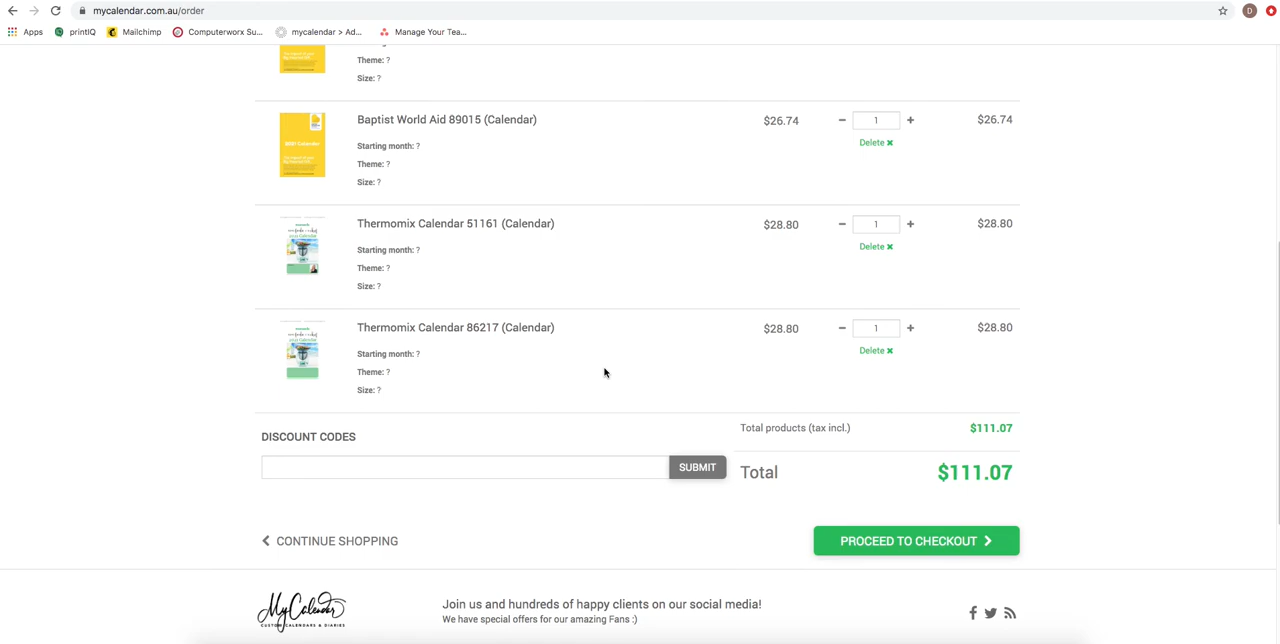 mycalendar.com.au/order
D
Apps printIQ Mailchimp Computerworx Su... mycalendar > Ad... Manage Your Tea...
Theme: ?
Size: ?
Baptist World Aid 89015 (Calendar) $26.74 − 1 + $26.74
Delete ✖
Starting month: ?
Theme: ?
Size: ?
Thermomix Calendar 51161 (Calendar) $28.80 − 1 + $28.80
Delete ✖
Starting month: ?
Theme: ?
Size: ?
Thermomix Calendar 86217 (Calendar) $28.80 − 1 + $28.80
Delete ✖
Starting month: ?
Theme: ?
Size: ?
Total products (tax incl.) $111.07
DISCOUNT CODES
SUBMIT
Total $111.07
CONTINUE SHOPPING
PROCEED TO CHECKOUT
MyCalendar
CUSTOM CALENDARS & DIARIES
Join us and hundreds of happy clients on our social media!
We have special offers for our amazing Fans :)